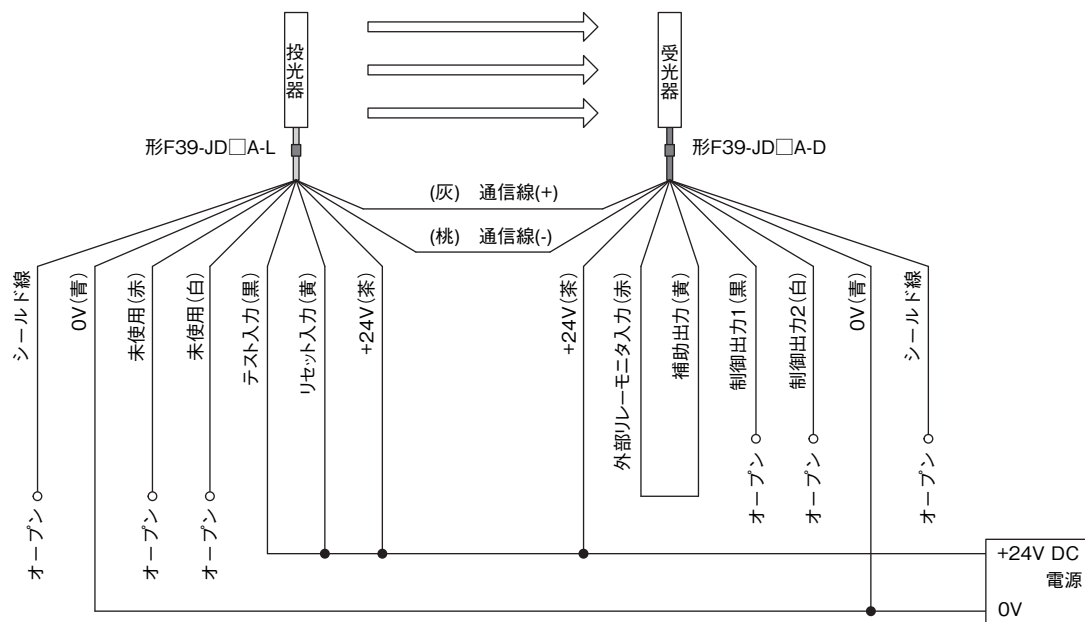 投光器
受光器
形F39-JD□A-L
形F39-JD□A-D
(灰) 通信線(+)
(桃) 通信線(-)
シールド線
0V(青)
未使用(赤)
未使用(白)
テスト入力(黒)
リセット入力(黄)
+24V(茶)
+24V(茶)
外部リレーモニタ入力(赤)
補助出力(黄)
制御出力1(黒)
制御出力2(白)
0V(青)
シールド線
オープン
オープン
オープン
オープン
オープン
オープン
+24V DC
電源
0V